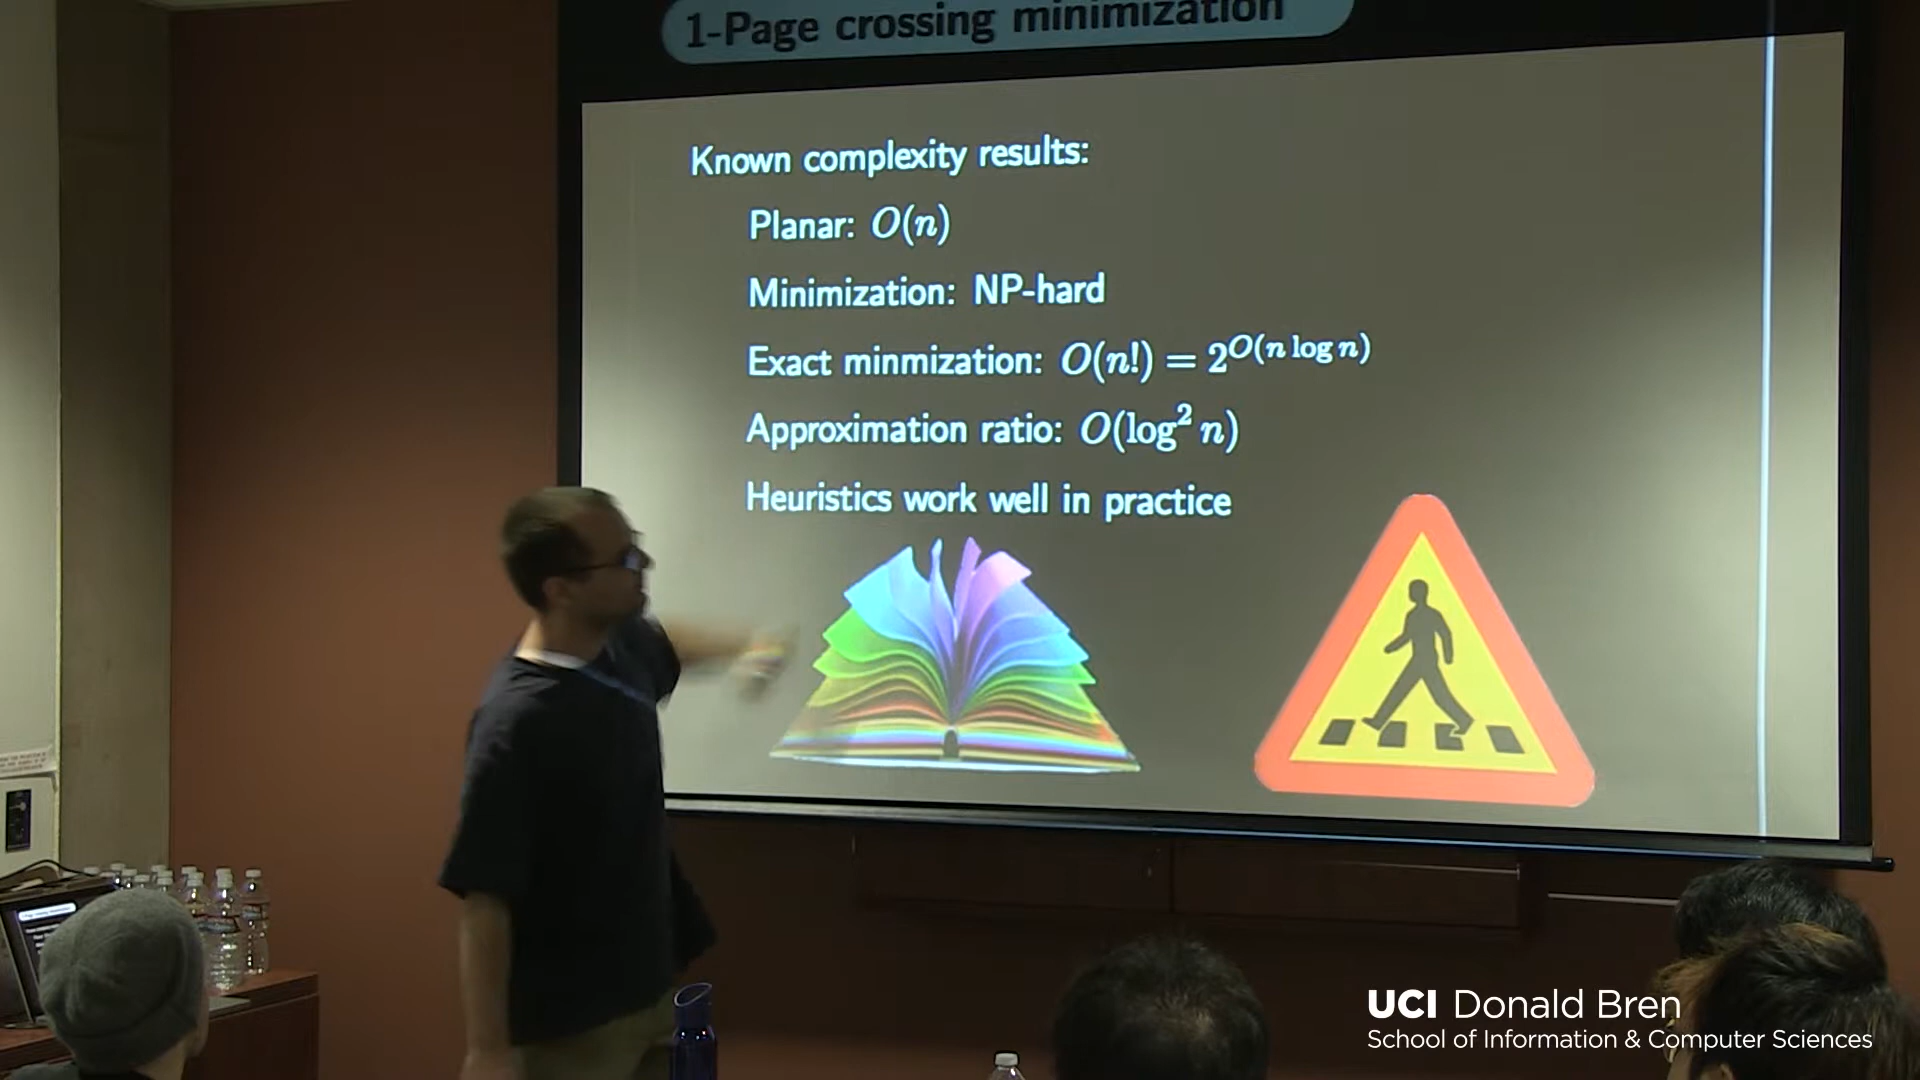 1-Page crossing minimization
Known complexity results:
Planar: O(n)
Minimization: NP-hard
Exact minmization: O(n!) = 2^{O(n log n)}
Approximation ratio: O(log² n)
Heuristics work well in practice
UCI Donald Bren
School of Information & Computer Sciences